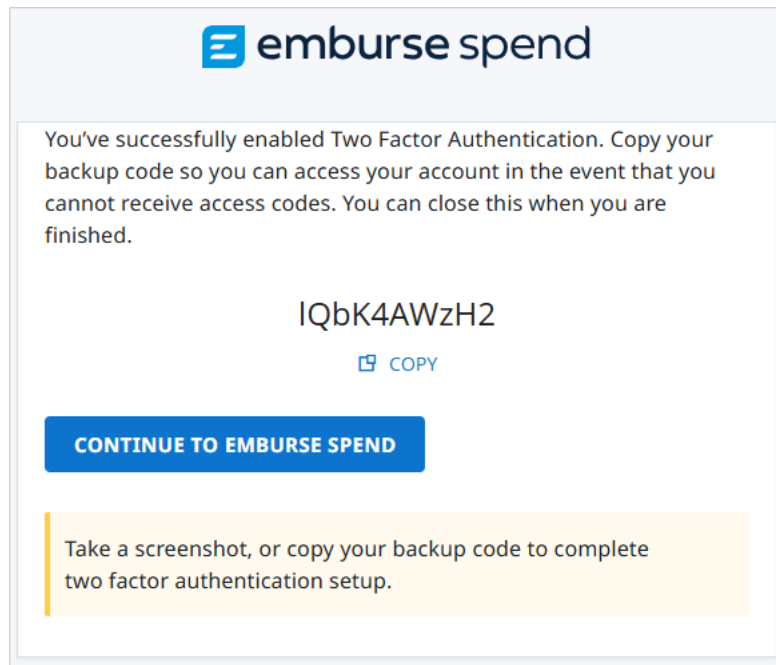 emburse spend
You’ve successfully enabled Two Factor Authentication. Copy your
backup code so you can access your account in the event that you
cannot receive access codes. You can close this when you are
finished.
lQbK4AWzH2
COPY
CONTINUE TO EMBURSE SPEND
Take a screenshot, or copy your backup code to complete
two factor authentication setup.